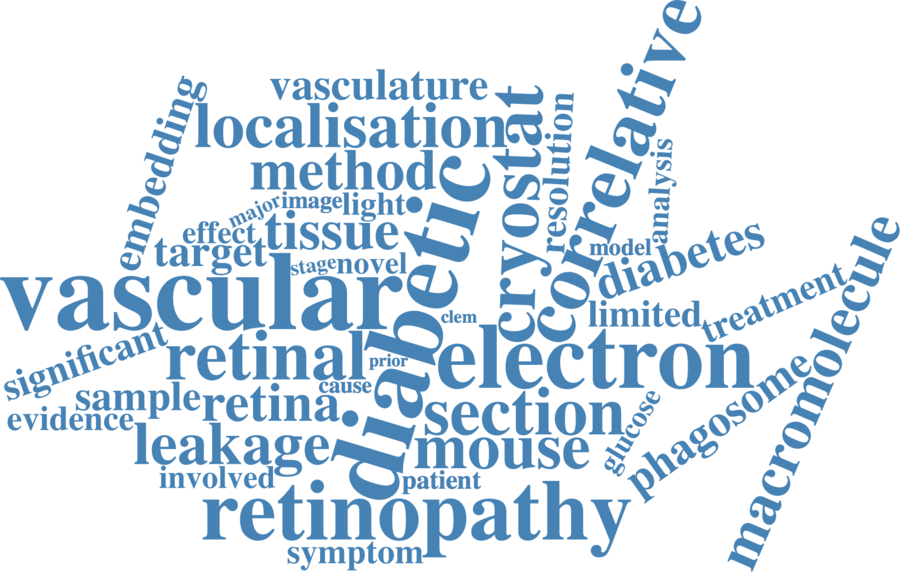 correlative
vasculature
embedding
localisation
cryostat
resolution
method
diabetic
analysis
major
image
light
effect
tissue
target
model
diabetes
stage
novel
vascular
macromolecule
limited
treatment
clem
significant
retinal
prior
electron
cause
sample
retina
evidence
section
glucose
phagosome
leakage
mouse
involved
patient
retinopathy
symptom